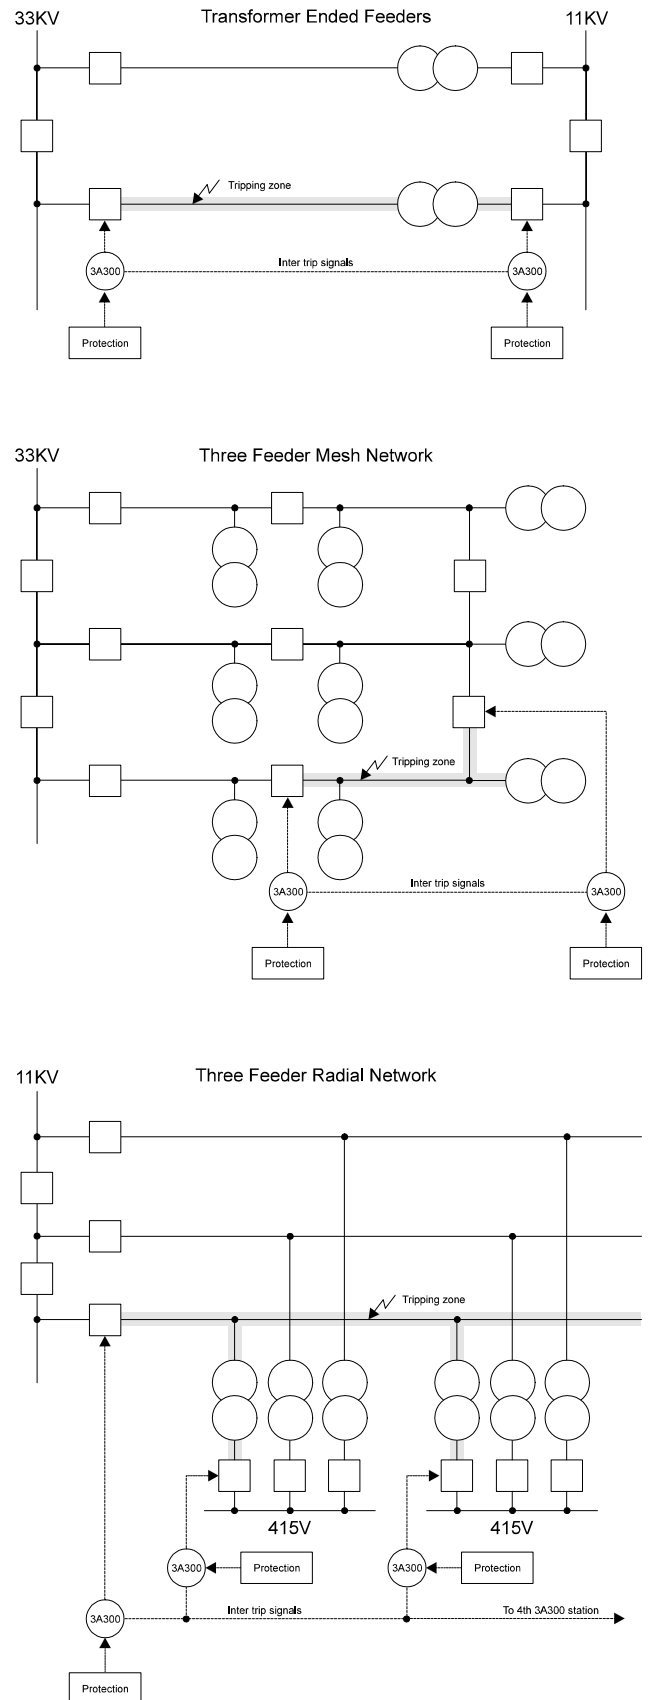 33KV
Transformer Ended Feeders
11KV
Tripping zone
3A300
Inter trip signals
3A300
Protection
Protection
33KV
Three Feeder Mesh Network
Tripping zone
3A300
Inter trip signals
3A300
Protection
Protection
11KV
Three Feeder Radial Network
Tripping zone
415V
415V
3A300
Protection
3A300
Protection
3A300
Inter trip signals
To 4th 3A300 station
Protection